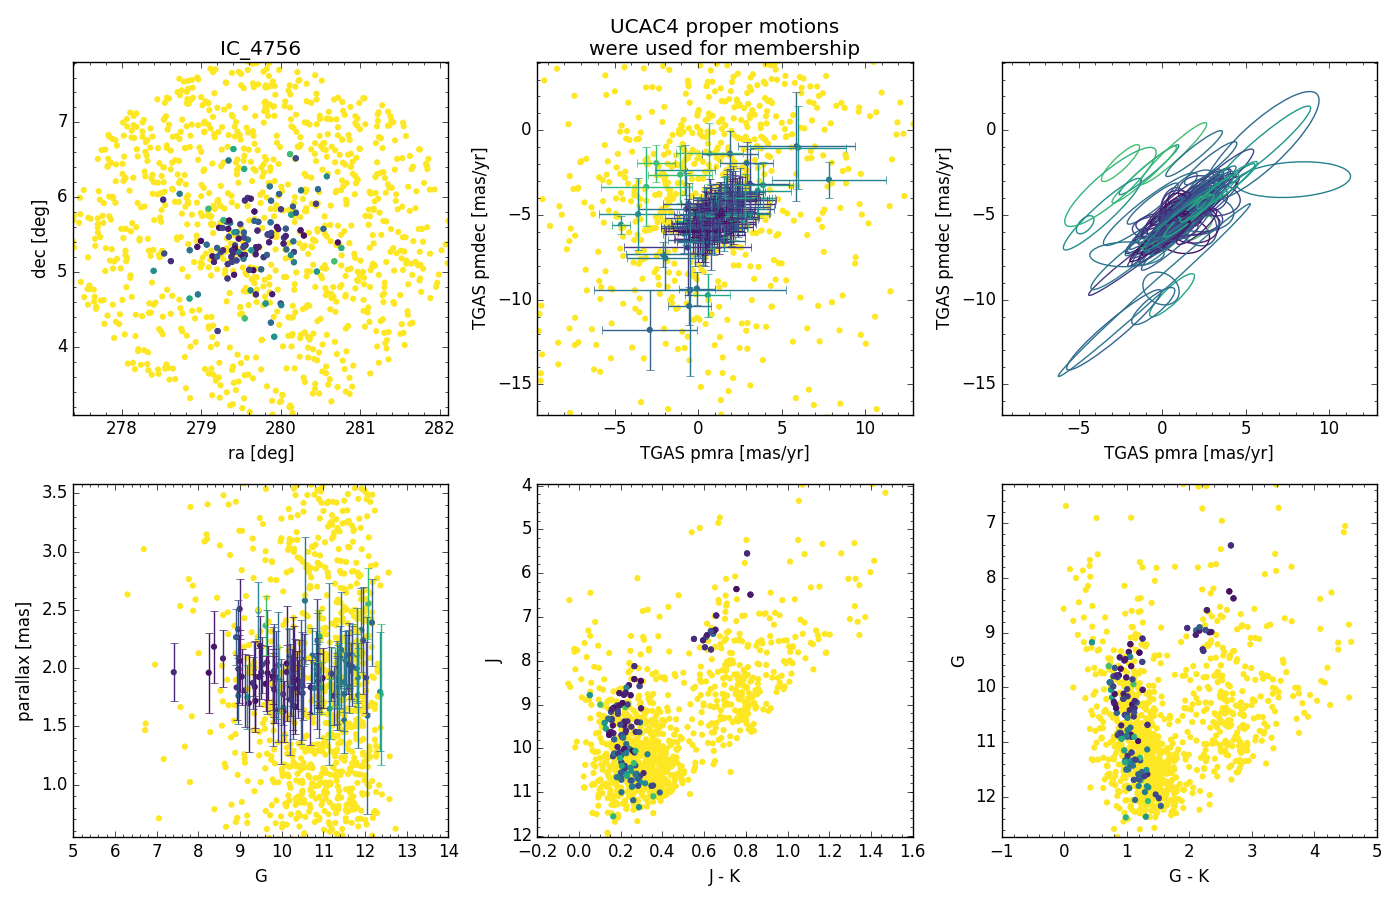 IC_4756
UCAC4 proper motions
were used for membership
7
6
5
4
dec [deg]
278 279 280 281 282
ra [deg]
0
−5
−10
−15
TGAS pmdec [mas/yr]
−5 0 5 10
TGAS pmra [mas/yr]
0
−5
−10
−15
TGAS pmdec [mas/yr]
−5 0 5 10
TGAS pmra [mas/yr]
3.5
3.0
2.5
2.0
1.5
1.0
parallax [mas]
5 6 7 8 9 10 11 12 13 14
G
4
5
6
7
8
9
10
11
12
J
−0.2 0.0 0.2 0.4 0.6 0.8 1.0 1.2 1.4 1.6
J - K
7
8
9
10
11
12
G
−1 0 1 2 3 4 5
G - K